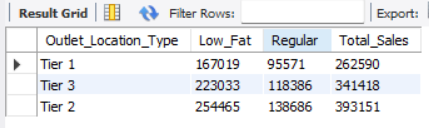 Result Grid Filter Rows: Export:
Outlet_Location_Type Low_Fat Regular Total_Sales
Tier 1 167019 95571 262590
Tier 3 223033 118386 341418
Tier 2 254465 138686 393151